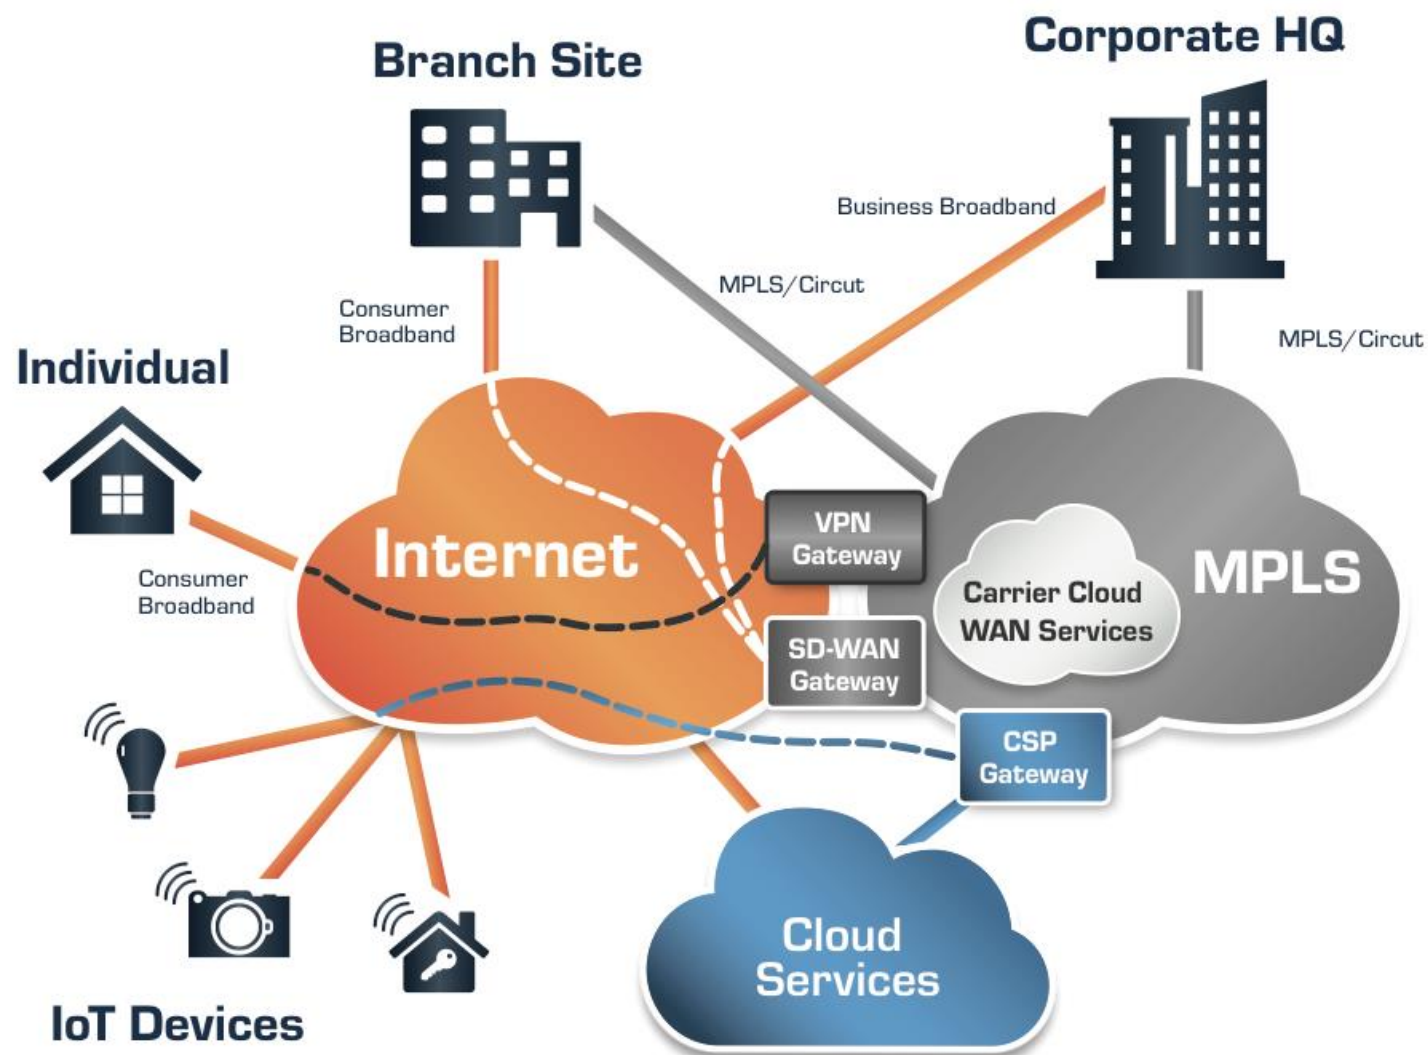 Corporate HQ
Branch Site
Business Broadband
MPLS/Circut
Consumer
Broadband
MPLS/Circut
Individual
VPN
Gateway
Internet
MPLS
Carrier Cloud
WAN Services
Consumer
Broadband
SD-WAN
Gateway
CSP
Gateway
Cloud
Services
IoT Devices